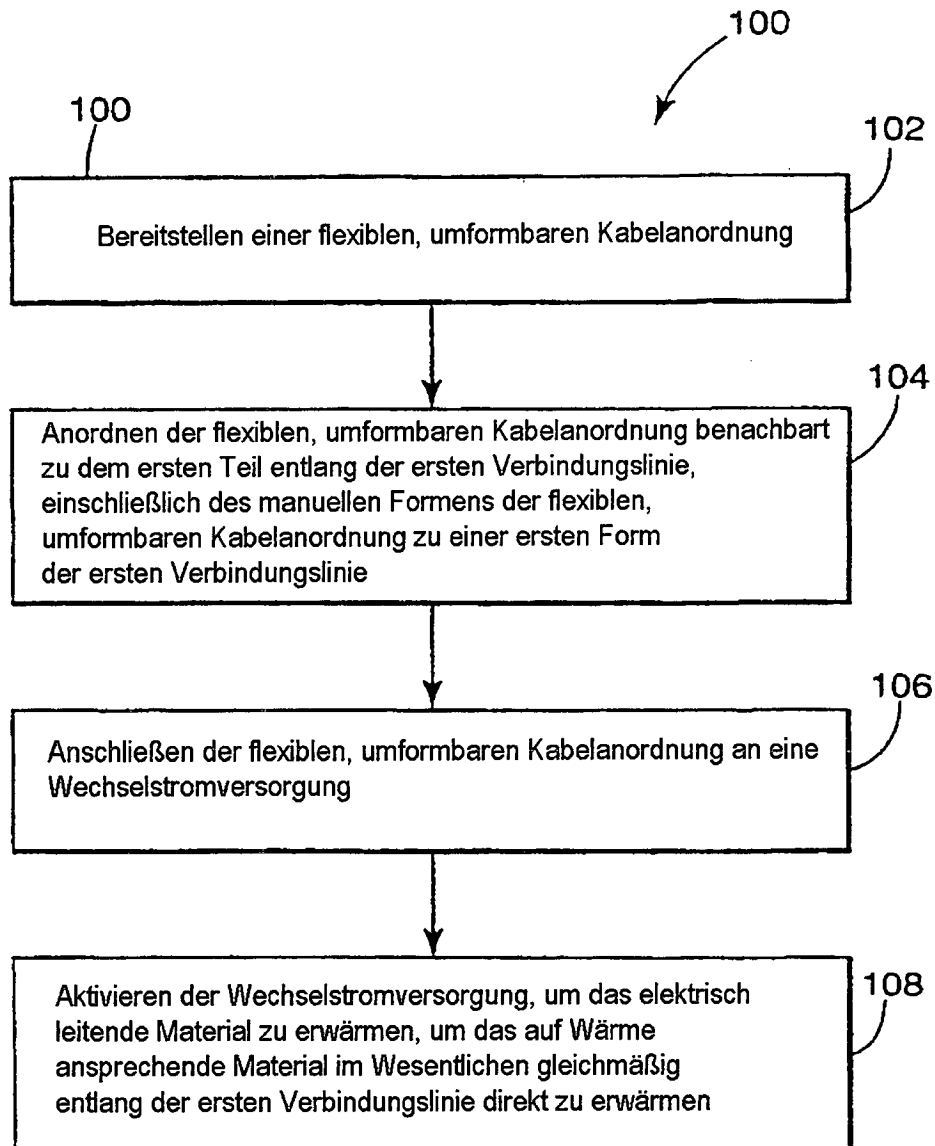 100
100
102
Bereitstellen einer flexiblen, umformbaren Kabelanordnung
104
Anordnen der flexiblen, umformbaren Kabelanordnung benachbart
zu dem ersten Teil entlang der ersten Verbindungslinie,
einschließlich des manuellen Formens der flexiblen,
umformbaren Kabelanordnung zu einer ersten Form
der ersten Verbindungslinie
106
Anschließen der flexiblen, umformbaren Kabelanordnung an eine
Wechselstromversorgung
108
Aktivieren der Wechselstromversorgung, um das elektrisch
leitende Material zu erwärmen, um das auf Wärme
ansprechende Material im Wesentlichen gleichmäßig
entlang der ersten Verbindungslinie direkt zu erwärmen